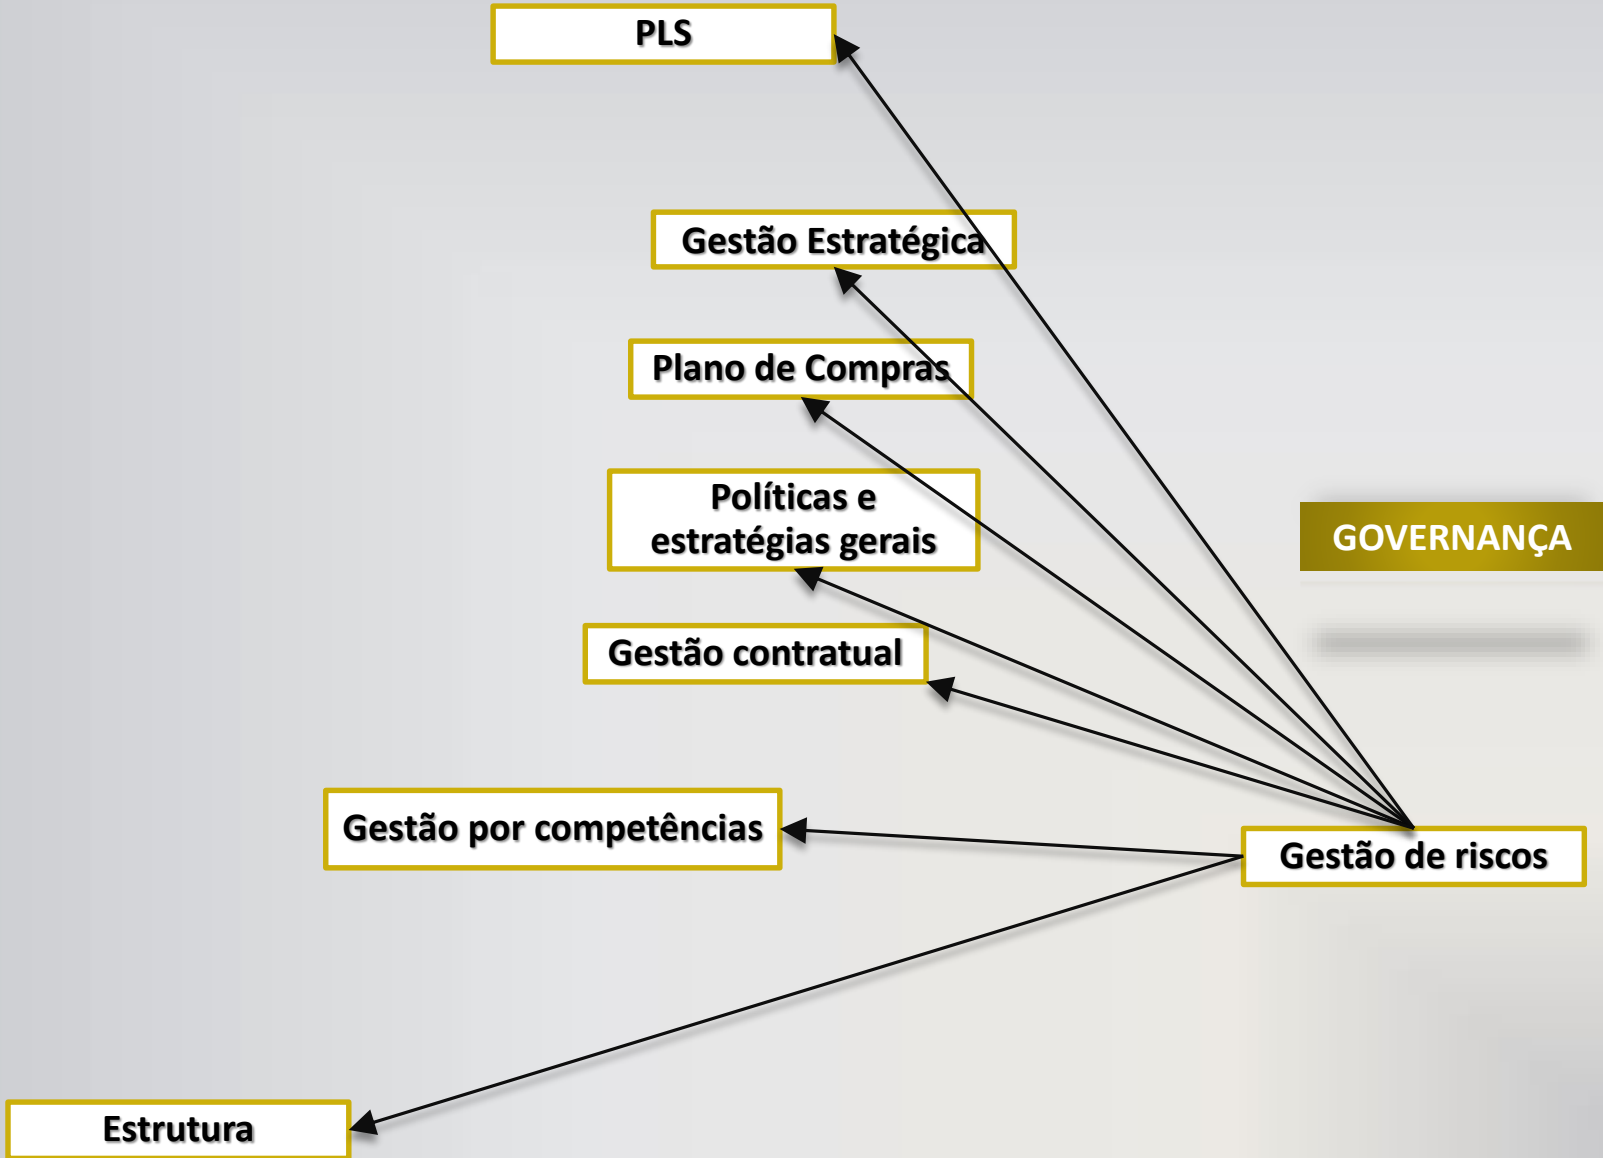 PLS
Gestão Estratégica
Plano de Compras
Políticas e
estratégias gerais
GOVERNANÇA
Gestão contratual
Gestão por competências
Gestão de riscos
Estrutura